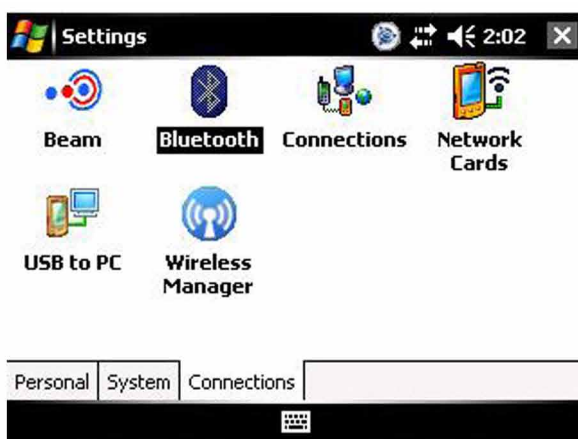 Settings 2:02
Beam Bluetooth Connections Network
Cards
USB to PC Wireless
Manager
Personal System Connections